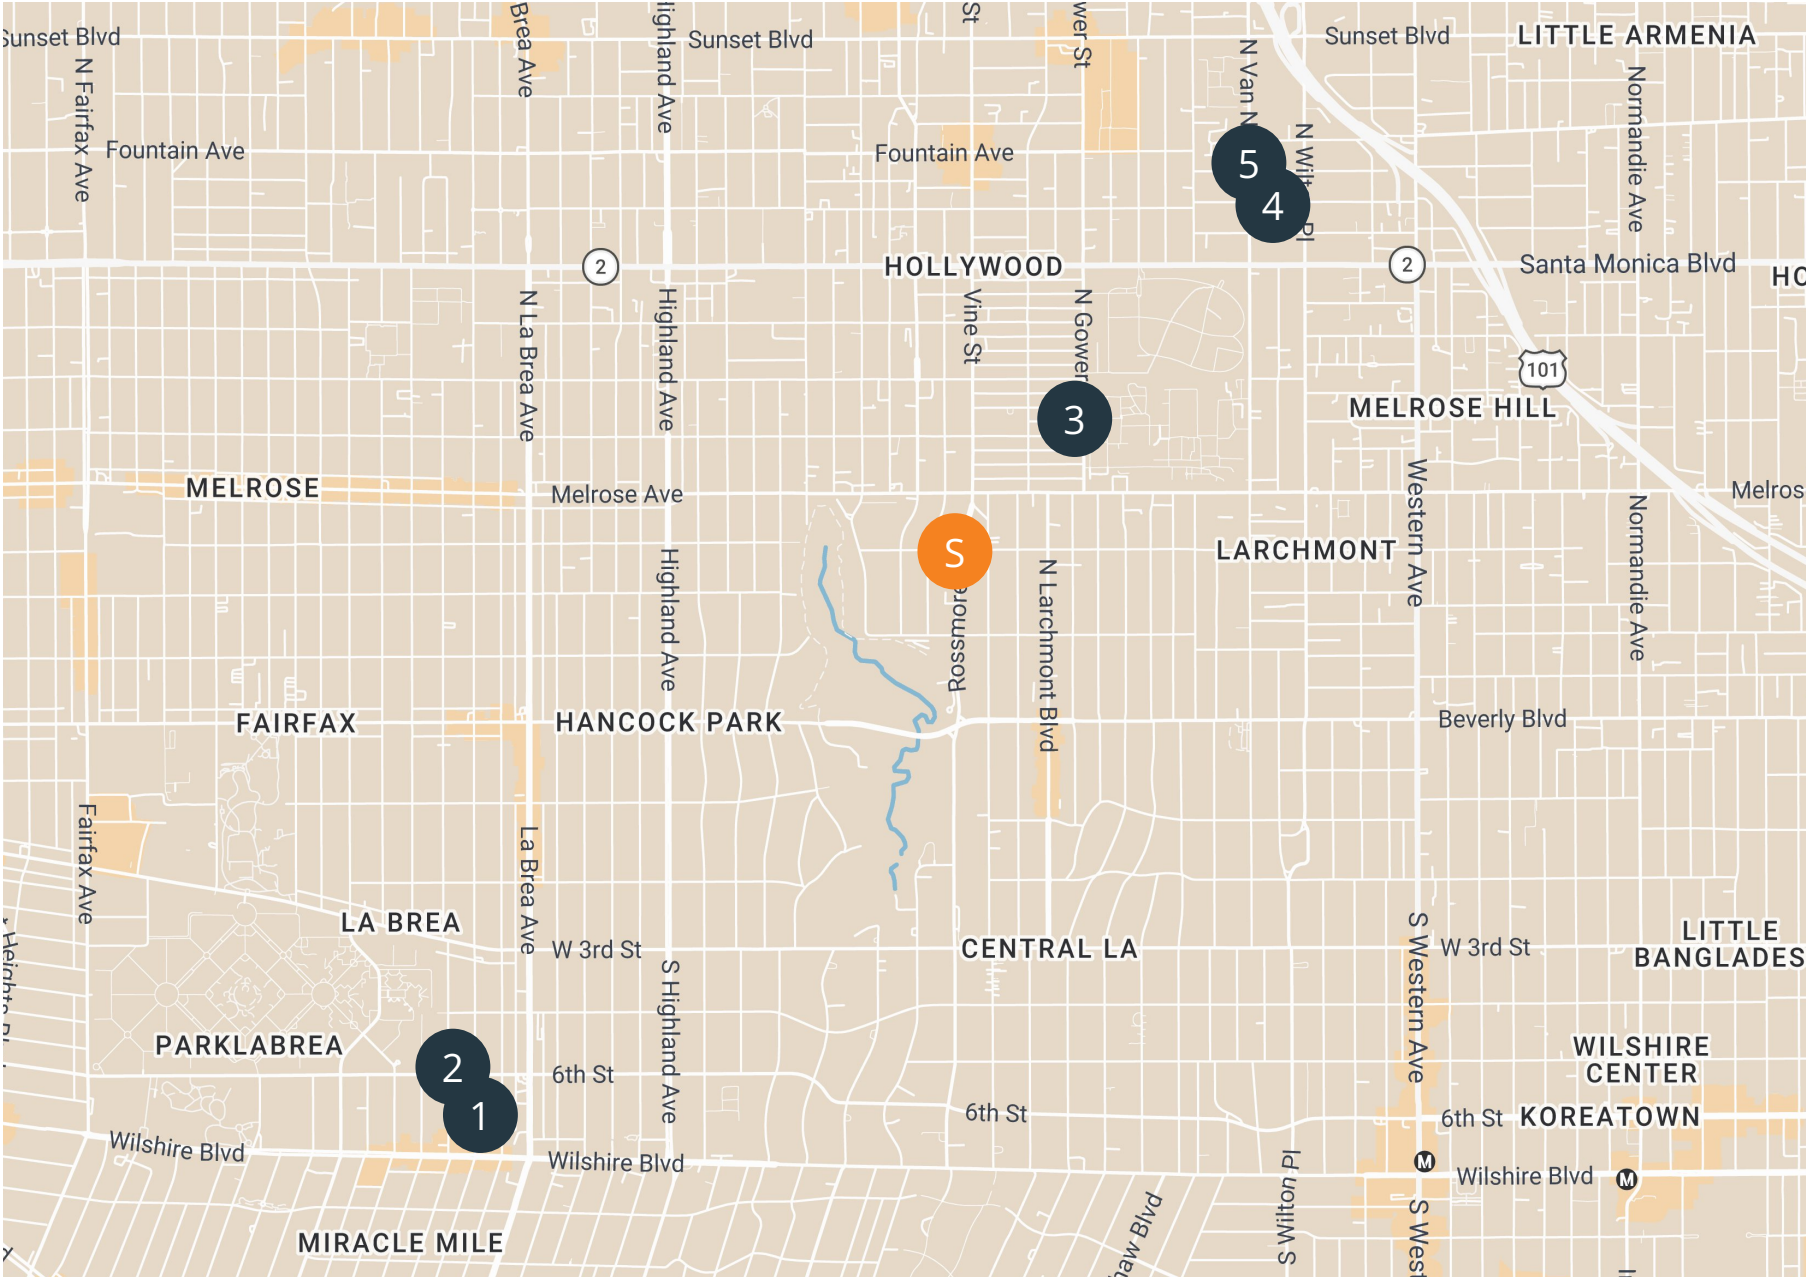 Sunset Blvd
Brea Ave
Highland Ave
Sunset Blvd
St
wer St
N Van N
Sunset Blvd
LITTLE ARMENIA
N Fairfax Ave
Fountain Ave
Fountain Ave
5
4
N Wilt
Pl
Normandie Ave
2
HOLLYWOOD
2
Santa Monica Blvd
HO
N La Brea Ave
Highland Ave
Vine St
N Gower
101
3
MELROSE HILL
MELROSE
Melrose Ave
Western Ave
Melros
S
LARCHMONT
Normandie Ave
Highland Ave
Rossmore
N Larchmont Blvd
FAIRFAX
HANCOCK PARK
Beverly Blvd
Fairfax Ave
La Brea Ave
LA BREA
W 3rd St
CENTRAL LA
S Western Ave
W 3rd St
LITTLE
BANGLADES
Heights
S Highland Ave
PARKLABREA
2
1
6th St
6th St
WILSHIRE
CENTER
6th St
KOREATOWN
Wilshire Blvd
Wilshire Blvd
M
Wilshire Blvd
M
S Wilton Pl
haw Blvd
S West
MIRACLE MILE